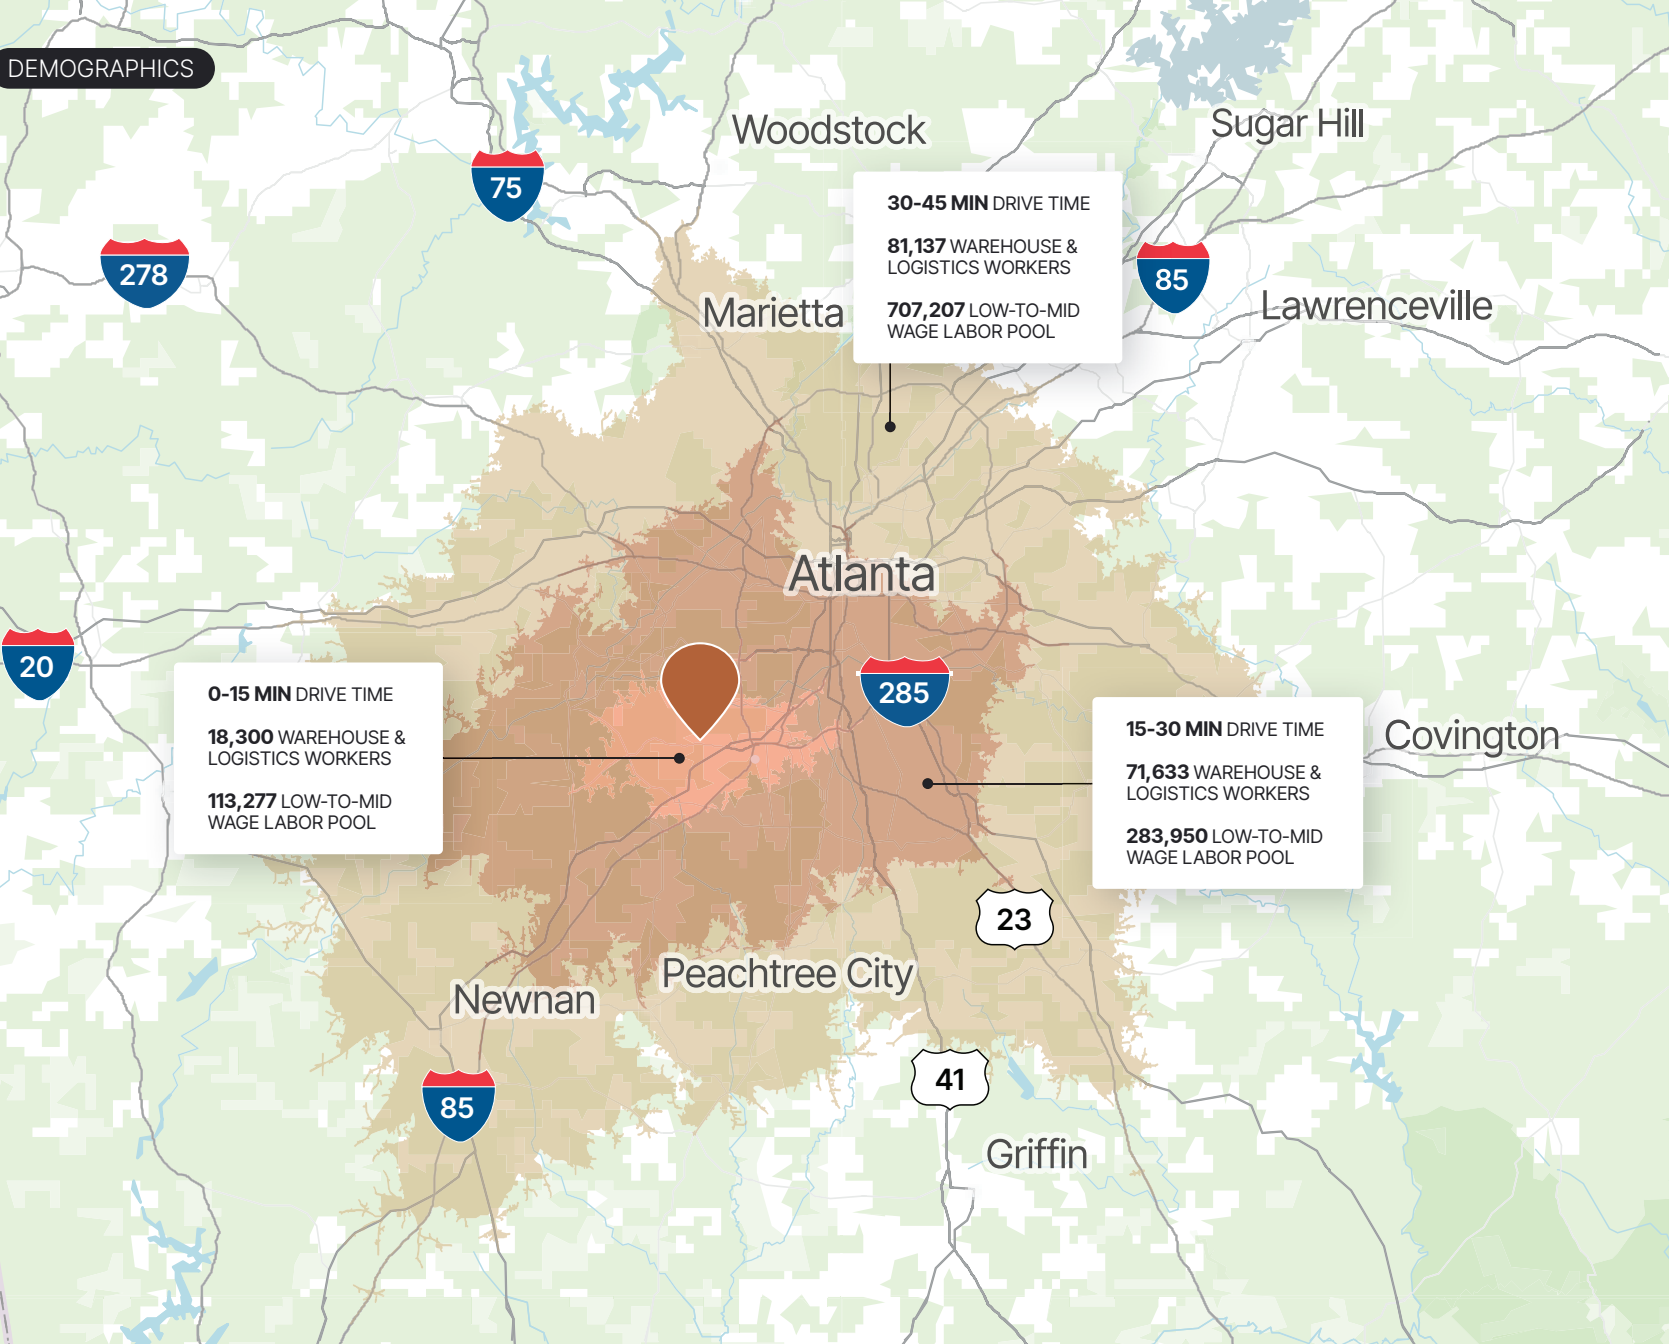 DEMOGRAPHICS
Woodstock
Sugar Hill
75
30-45 MIN DRIVE TIME
81,137 WAREHOUSE &
LOGISTICS WORKERS
707,207 LOW-TO-MID
WAGE LABOR POOL
278
85
Marietta
Lawrenceville
Atlanta
20
285
0-15 MIN DRIVE TIME
18,300 WAREHOUSE &
LOGISTICS WORKERS
113,277 LOW-TO-MID
WAGE LABOR POOL
15-30 MIN DRIVE TIME
71,633 WAREHOUSE &
LOGISTICS WORKERS
283,950 LOW-TO-MID
WAGE LABOR POOL
Covington
23
Peachtree City
Newnan
41
85
Griffin